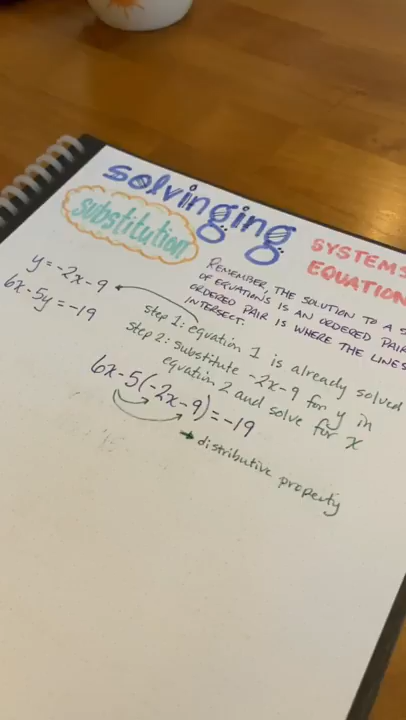 solvinging
substitution
SYSTEMS
EQUATION
REMEMBER, THE SOLUTION TO A S
OF EQUATIONS IS AN ORDERED PAIR
ORDERED PAIR IS WHERE THE LINES
INTERSECT.
y = -2x - 9
6x - 5y = -19
step 1: equation 1 is already solved
step 2: substitute -2x - 9 for y in
equation 2 and solve for x
6x - 5(-2x - 9) = -19
distributive property